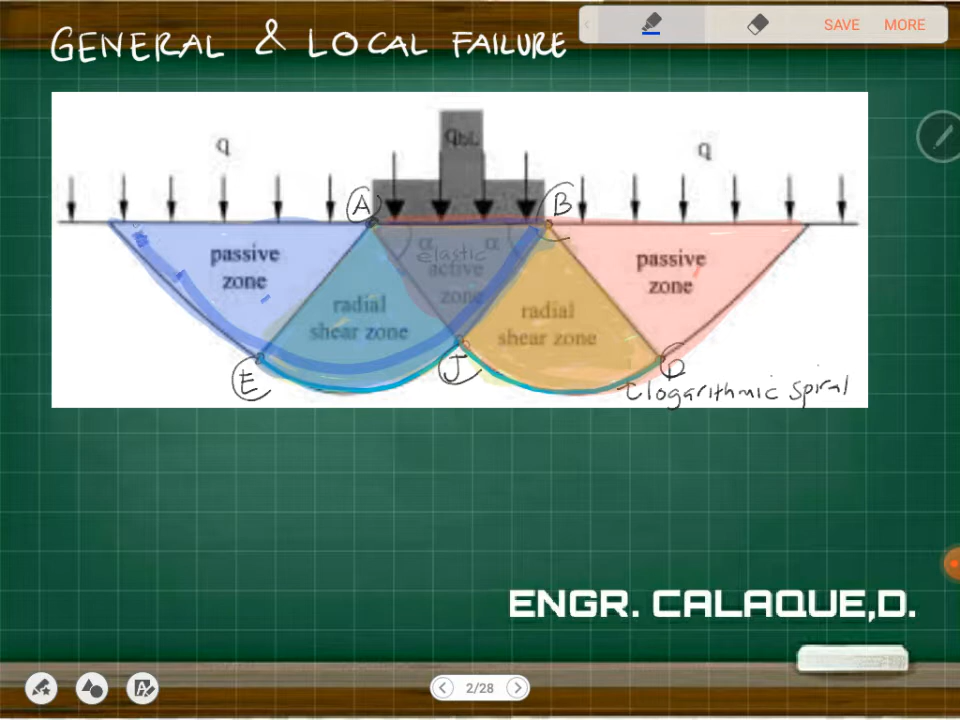 GENERAL & LOCAL FAILURE
SAVE MORE
q
q
A
B
α
α
elastic
active
zone
passive
zone
passive
zone
radial
shear zone
radial
shear zone
E
J
D
logarithmic spiral
ENGR. CALAQUE,D.
2/28